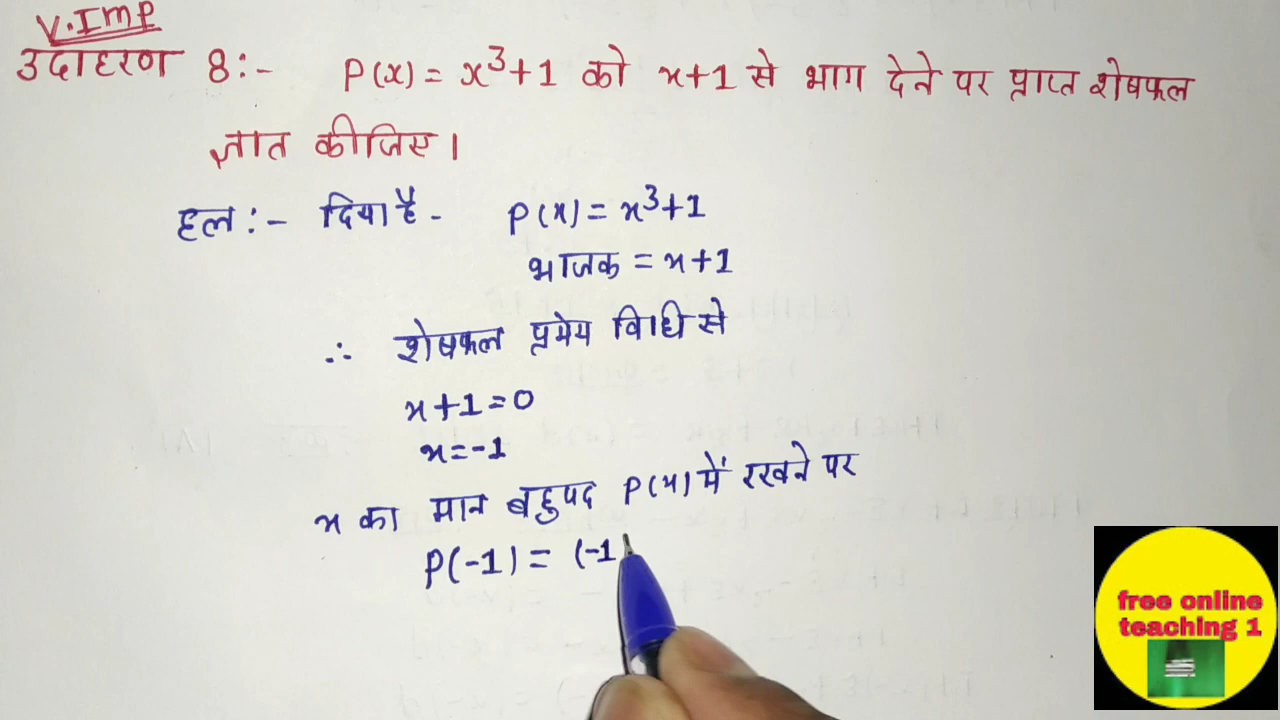 V. Imp
उदाहरण 8:- P(x) = x³+1 को x+1 से भाग देने पर प्राप्त शेषफल
ज्ञात कीजिए।
हल:- दिया है - P(x) = x³+1
भाजक = x+1
∴ शेषफल प्रमेय विधि से
x+1=0
x=-1
x का मान बहुपद P(x) में रखने पर
P(-1) = (-1
free online
teaching 1